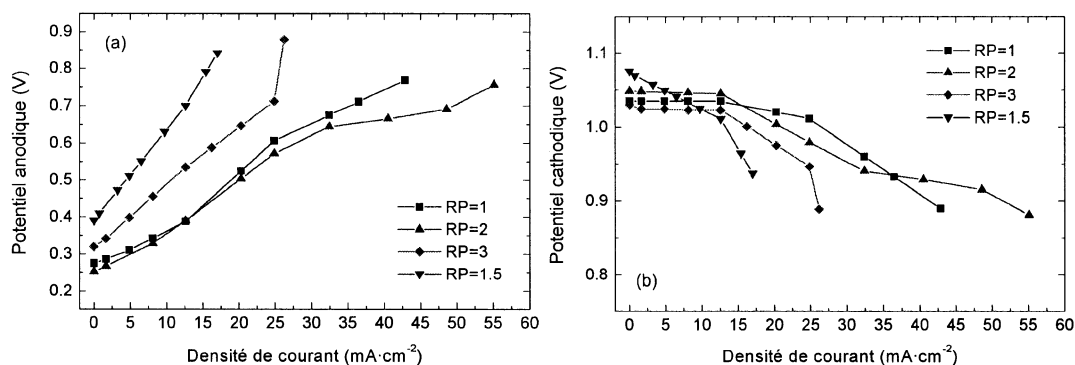 (a)
Potentiel anodique (V)
0.9
0.8
0.7
0.6
0.5
0.4
0.3
0.2
RP=1
RP=2
RP=3
RP=1.5
0 5 10 15 20 25 30 35 40 45 50 55 60
Densité de courant (mA·cm⁻²)
Potentiel cathodique (V)
1.1
1.0
0.9
0.8
RP=1
RP=2
RP=3
RP=1.5
(b)
0 5 10 15 20 25 30 35 40 45 50 55 60
Densité de courant (mA·cm⁻²)